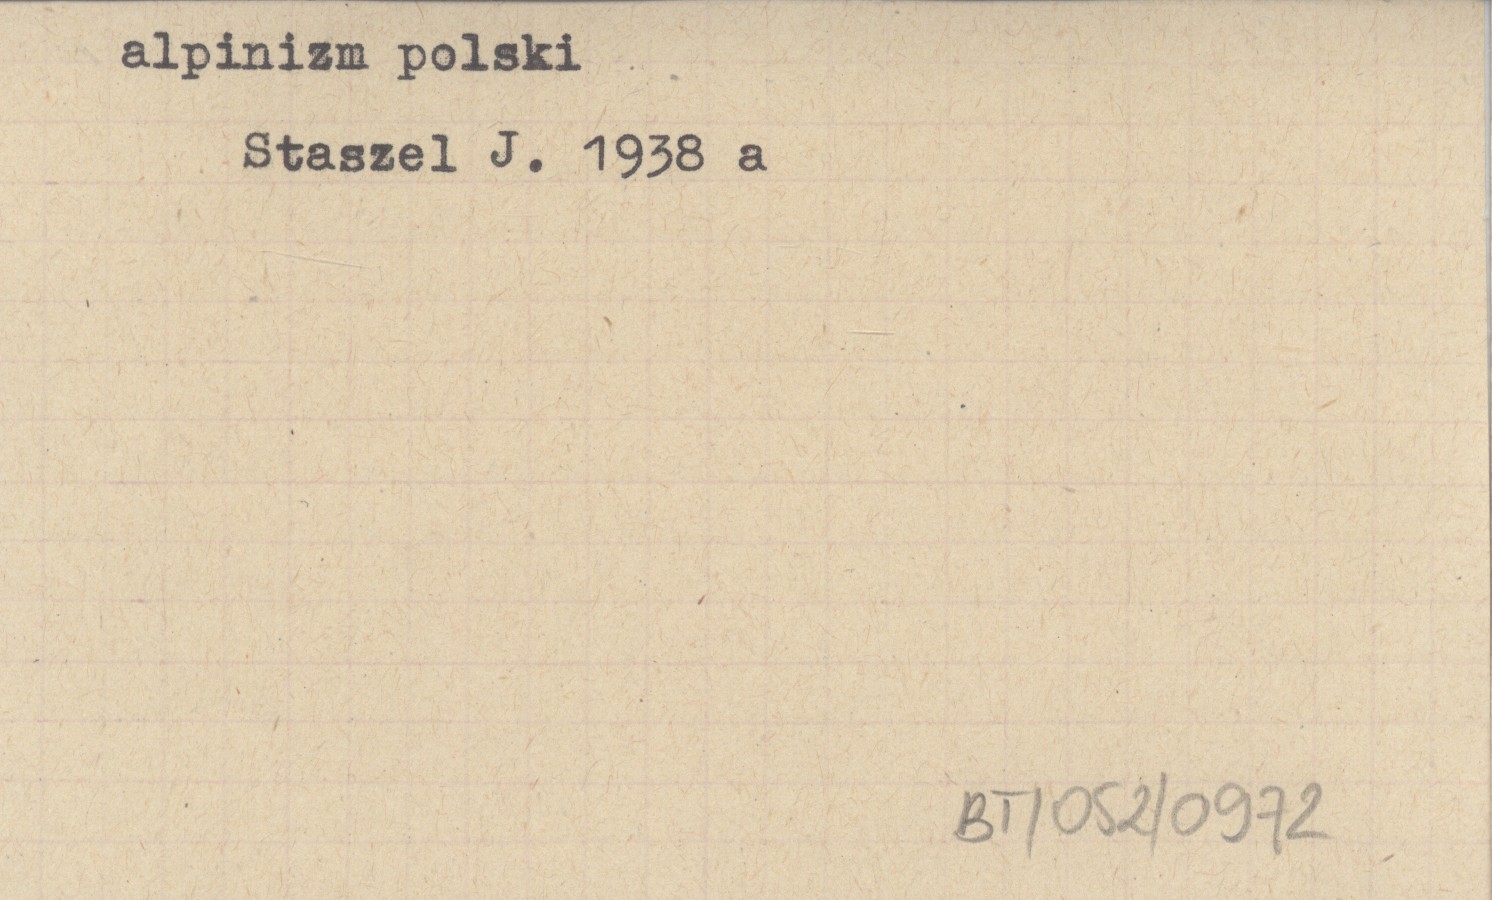 alpinizm polski
Staszel J. 1938 a
BT/052/0972